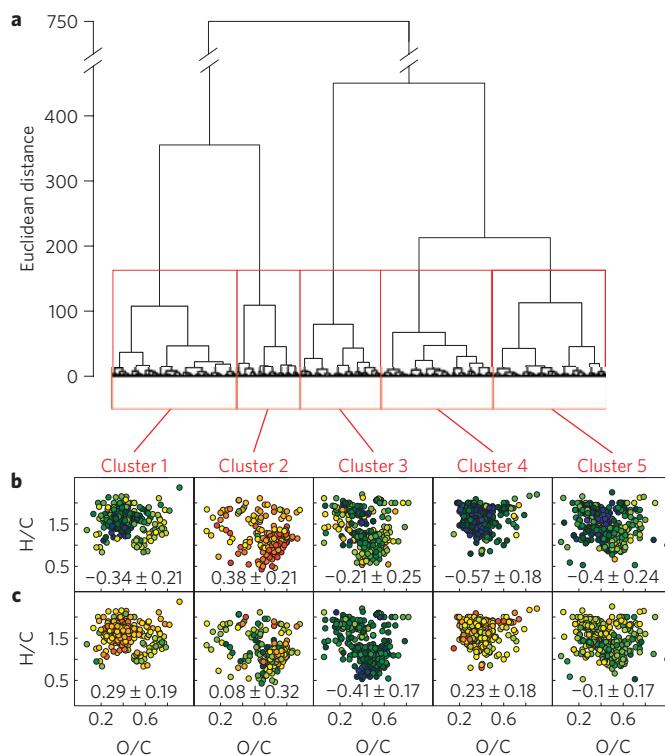 a
750
400
300
200
100
0
Euclidean distance
Cluster 1 Cluster 2 Cluster 3 Cluster 4 Cluster 5
b
H/C
1.5
0.5
−0.34 ± 0.21 0.38 ± 0.21 −0.21 ± 0.25 −0.57 ± 0.18 −0.4 ± 0.24
c
H/C
1.5
0.5
0.29 ± 0.19 0.08 ± 0.32 −0.41 ± 0.17 0.23 ± 0.18 −0.1 ± 0.17
0.2 0.6 0.2 0.6 0.2 0.6 0.2 0.6 0.2 0.6
O/C O/C O/C O/C O/C